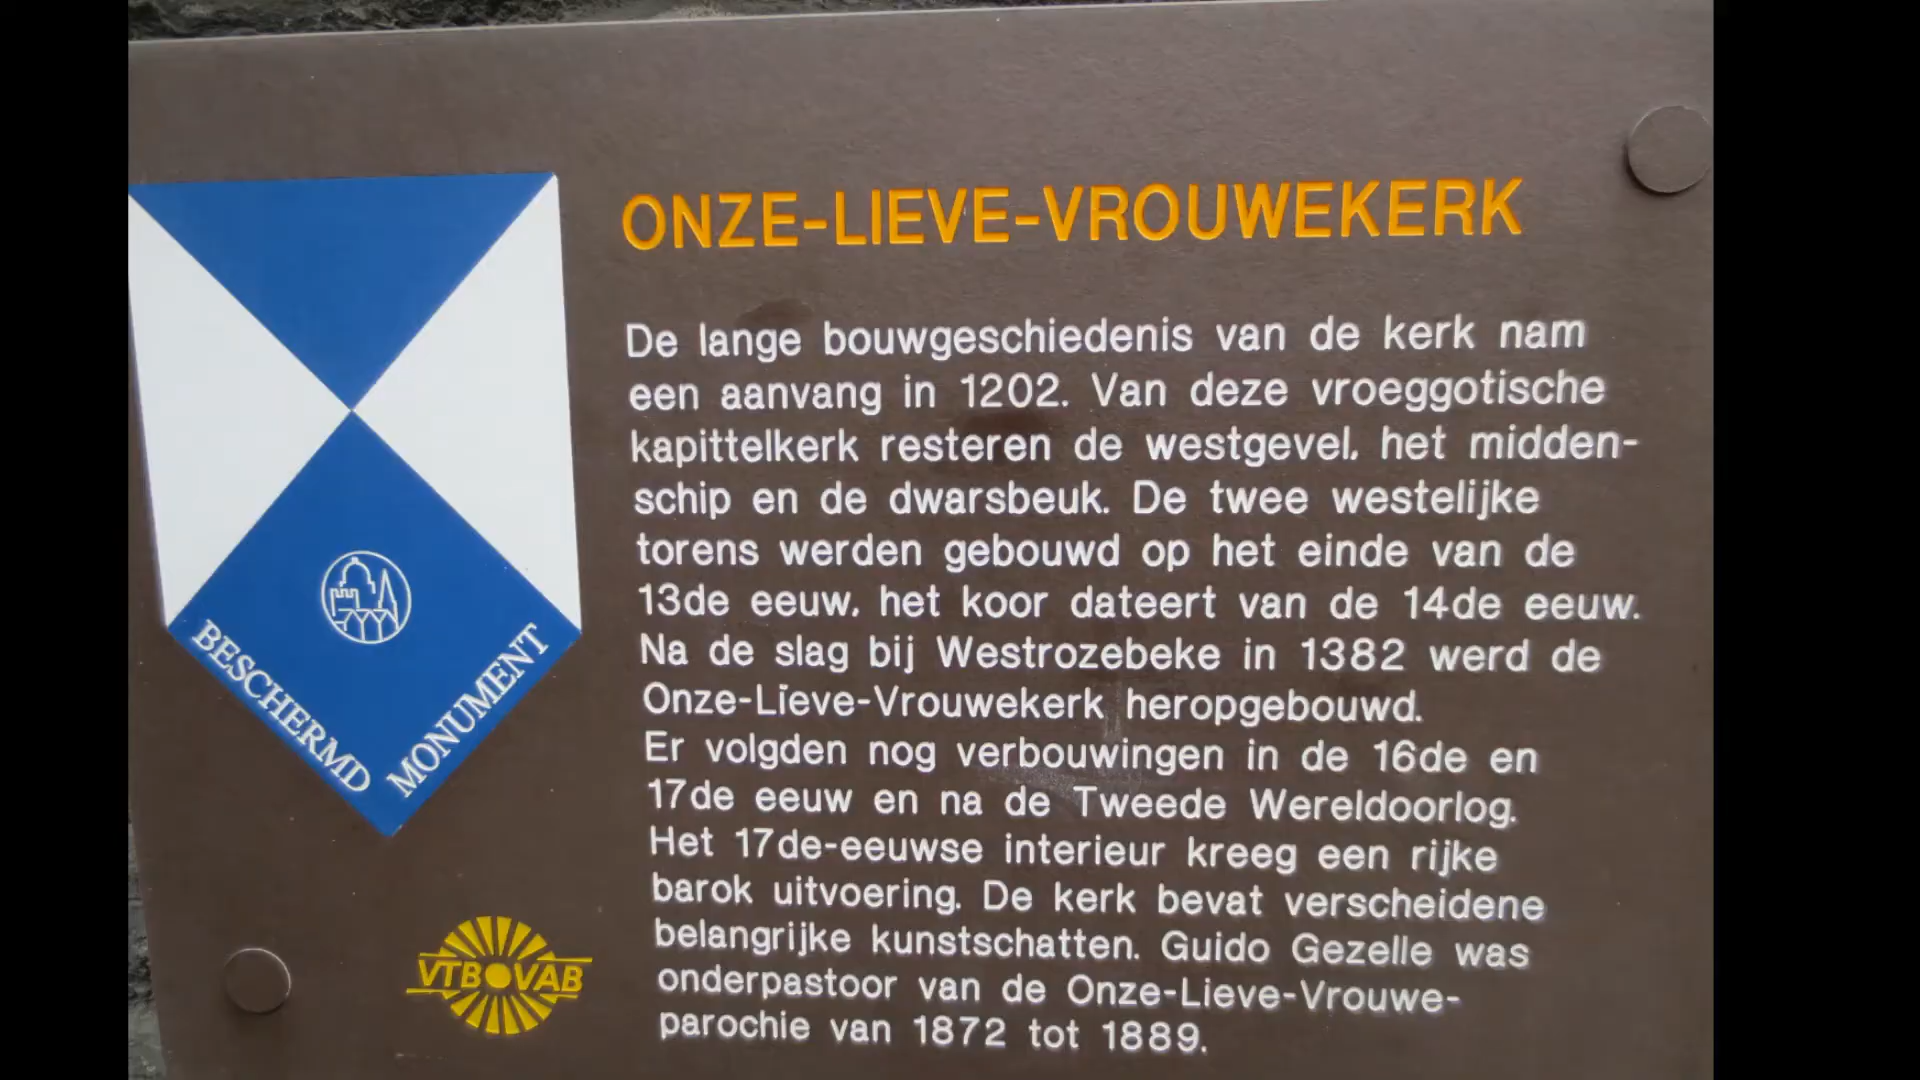 ONZE-LIEVE-VROUWEKERK
De lange bouwgeschiedenis van de kerk nam
een aanvang in 1202. Van deze vroeggotische
kapittelkerk resteren de westgevel, het midden-
schip en de dwarsbeuk. De twee westelijke
torens werden gebouwd op het einde van de
13de eeuw, het koor dateert van de 14de eeuw.
Na de slag bij Westrozebeke in 1382 werd de
Onze-Lieve-Vrouwekerk heropgebouwd.
Er volgden nog verbouwingen in de 16de en
17de eeuw en na de Tweede Wereldoorlog.
Het 17de-eeuwse interieur kreeg een rijke
barok uitvoering. De kerk bevat verscheidene
belangrijke kunstschatten. Guido Gezelle was
onderpastoor van de Onze-Lieve-Vrouwe-
parochie van 1872 tot 1889.
BESCHERMD
MONUMENT
VTB VAB